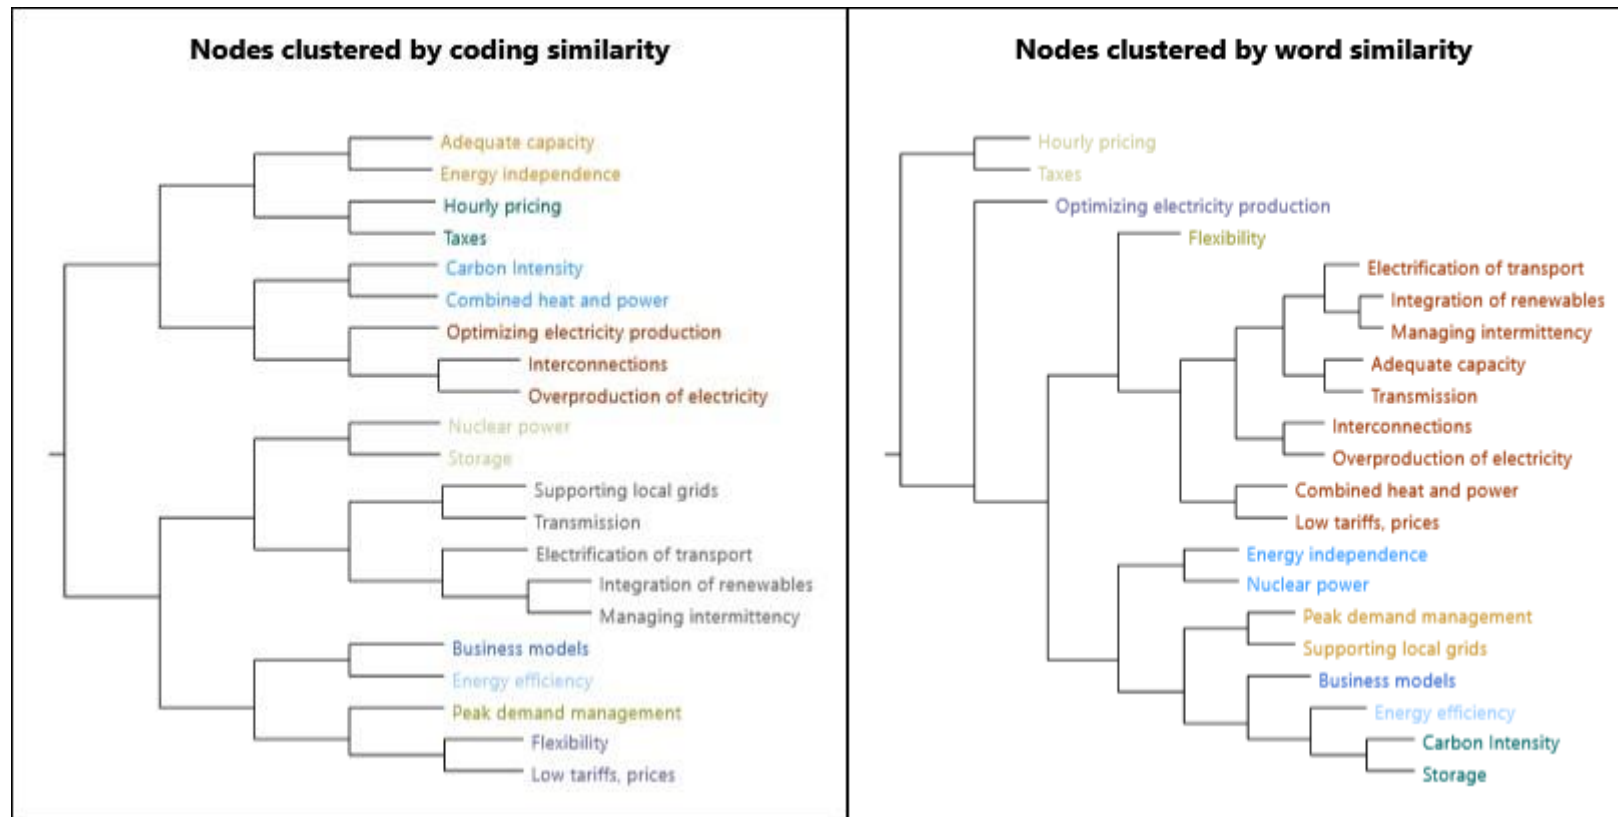 Nodes clustered by coding similarity
Adequate capacity
Energy independence
Hourly pricing
Taxes
Carbon Intensity
Combined heat and power
Optimizing electricity production
Interconnections
Overproduction of electricity
Nuclear power
Storage
Supporting local grids
Transmission
Electrification of transport
Integration of renewables
Managing intermittency
Business models
Energy efficiency
Peak demand management
Flexibility
Low tariffs, prices
Nodes clustered by word similarity
Hourly pricing
Taxes
Optimizing electricity production
Flexibility
Electrification of transport
Integration of renewables
Managing intermittency
Adequate capacity
Transmission
Interconnections
Overproduction of electricity
Combined heat and power
Low tariffs, prices
Energy independence
Nuclear power
Peak demand management
Supporting local grids
Business models
Energy efficiency
Carbon Intensity
Storage